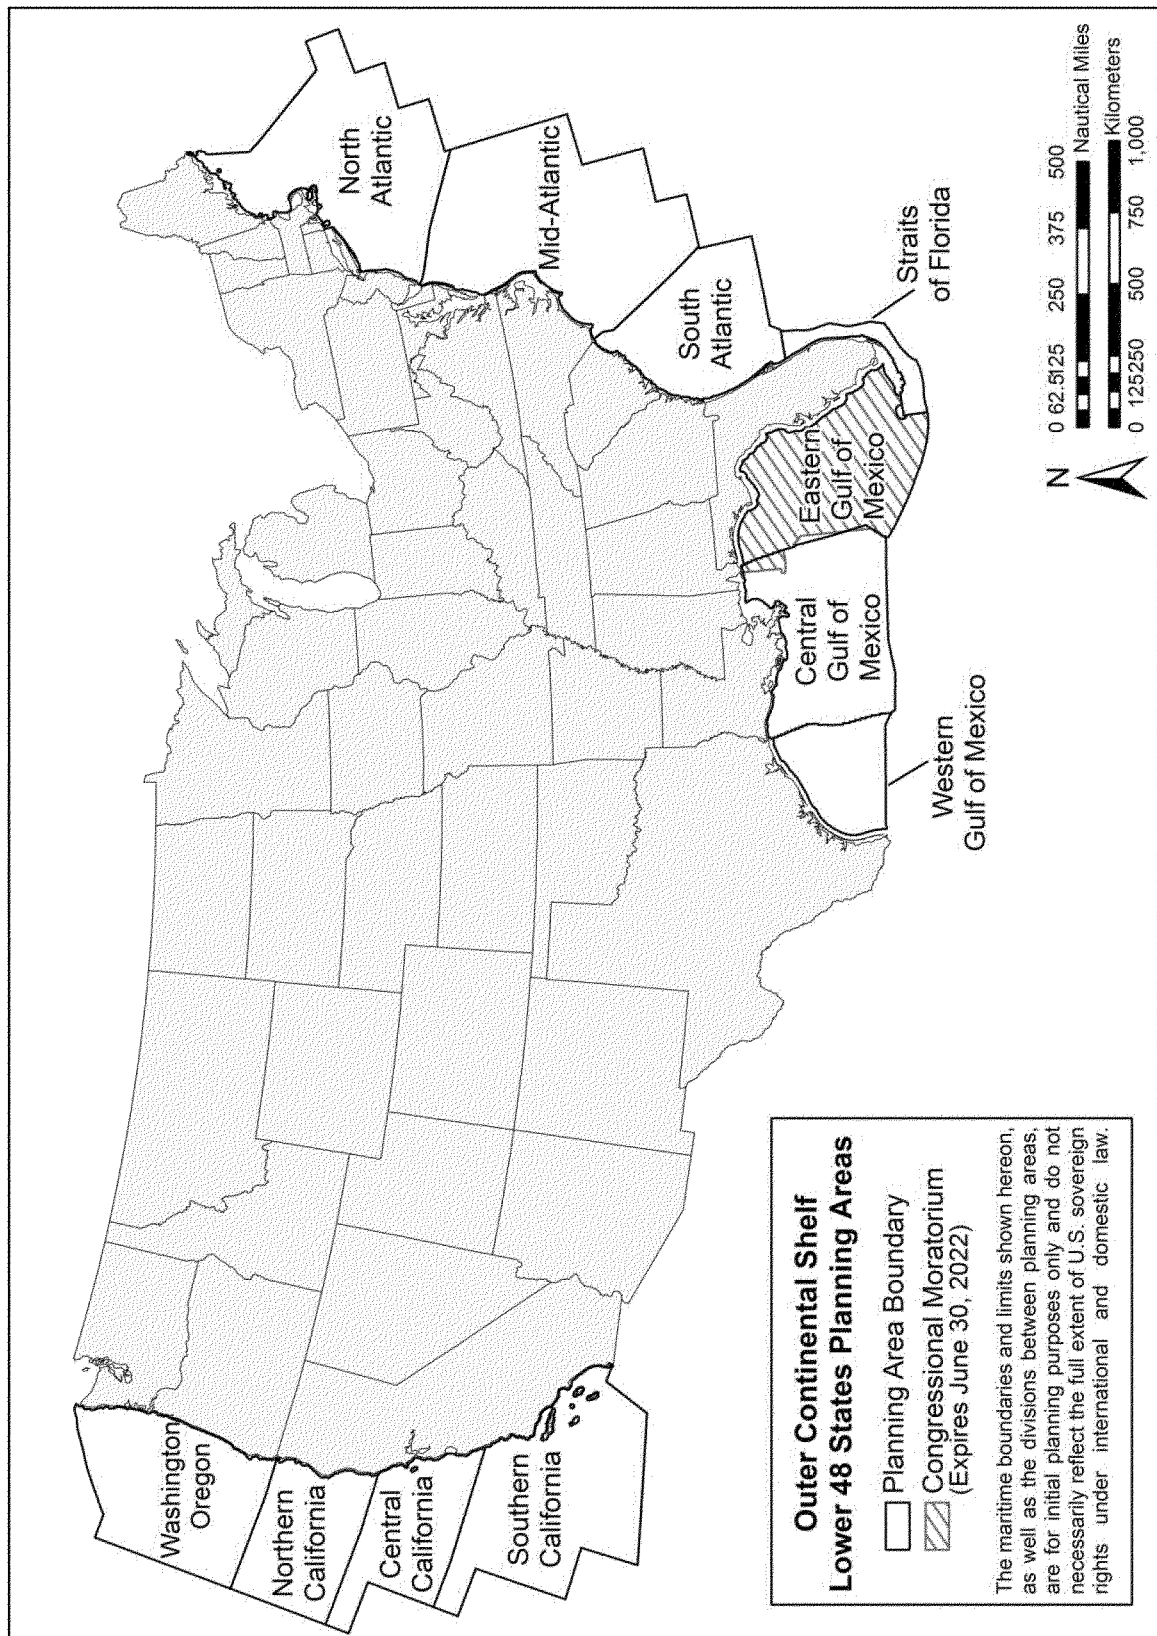 Washington
Oregon
Northern
California
Central
California
Southern
California
North
Atlantic
Mid-Atlantic
South
Atlantic
Straits
of Florida
Eastern
Gulf of
Mexico
Central
Gulf of
Mexico
Western
Gulf of Mexico
Outer Continental Shelf
Lower 48 States Planning Areas
Planning Area Boundary
Congressional Moratorium
(Expires June 30, 2022)
The maritime boundaries and limits shown hereon,
as well as the divisions between planning areas,
are for initial planning purposes only and do not
necessarily reflect the full extent of U.S. sovereign
rights under international and domestic law.
N
0 62.5125 250 375 500
Nautical Miles
Kilometers
0 125250 500 750 1,000